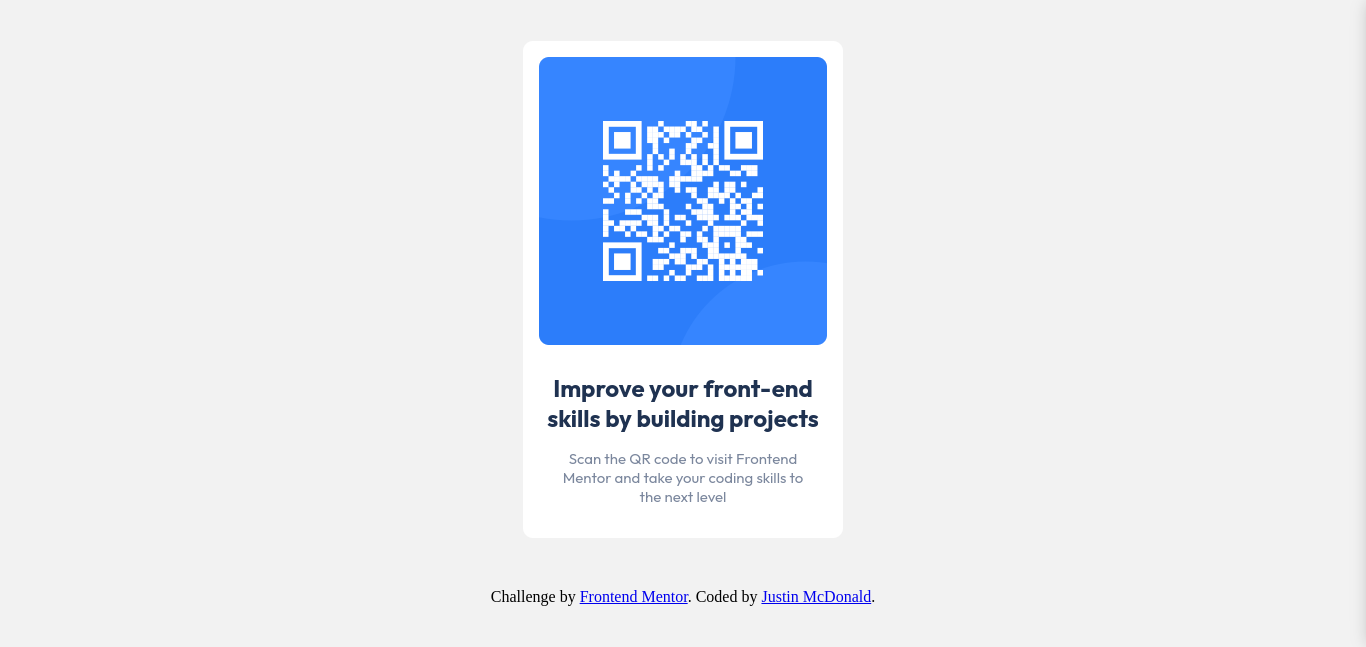 Improve your front-end
skills by building projects
Scan the QR code to visit Frontend
Mentor and take your coding skills to
the next level
Challenge by Frontend Mentor. Coded by Justin McDonald.